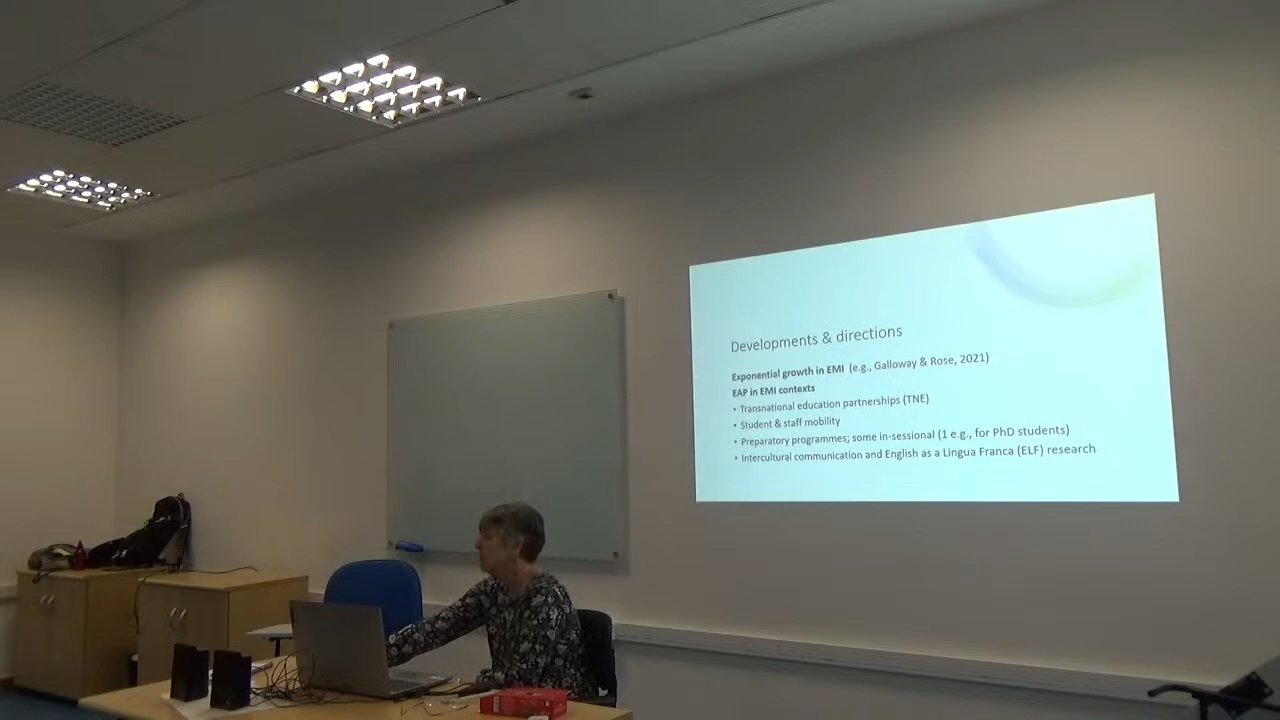 Developments & directions
Exponential growth in EMI (e.g., Galloway & Rose, 2021)
EAP in EMI contexts
• Transnational education partnerships (TNE)
• Student & staff mobility
• Preparatory programmes; some in-sessional (1 e.g., for PhD students)
• Intercultural communication and English as a Lingua Franca (ELF) research